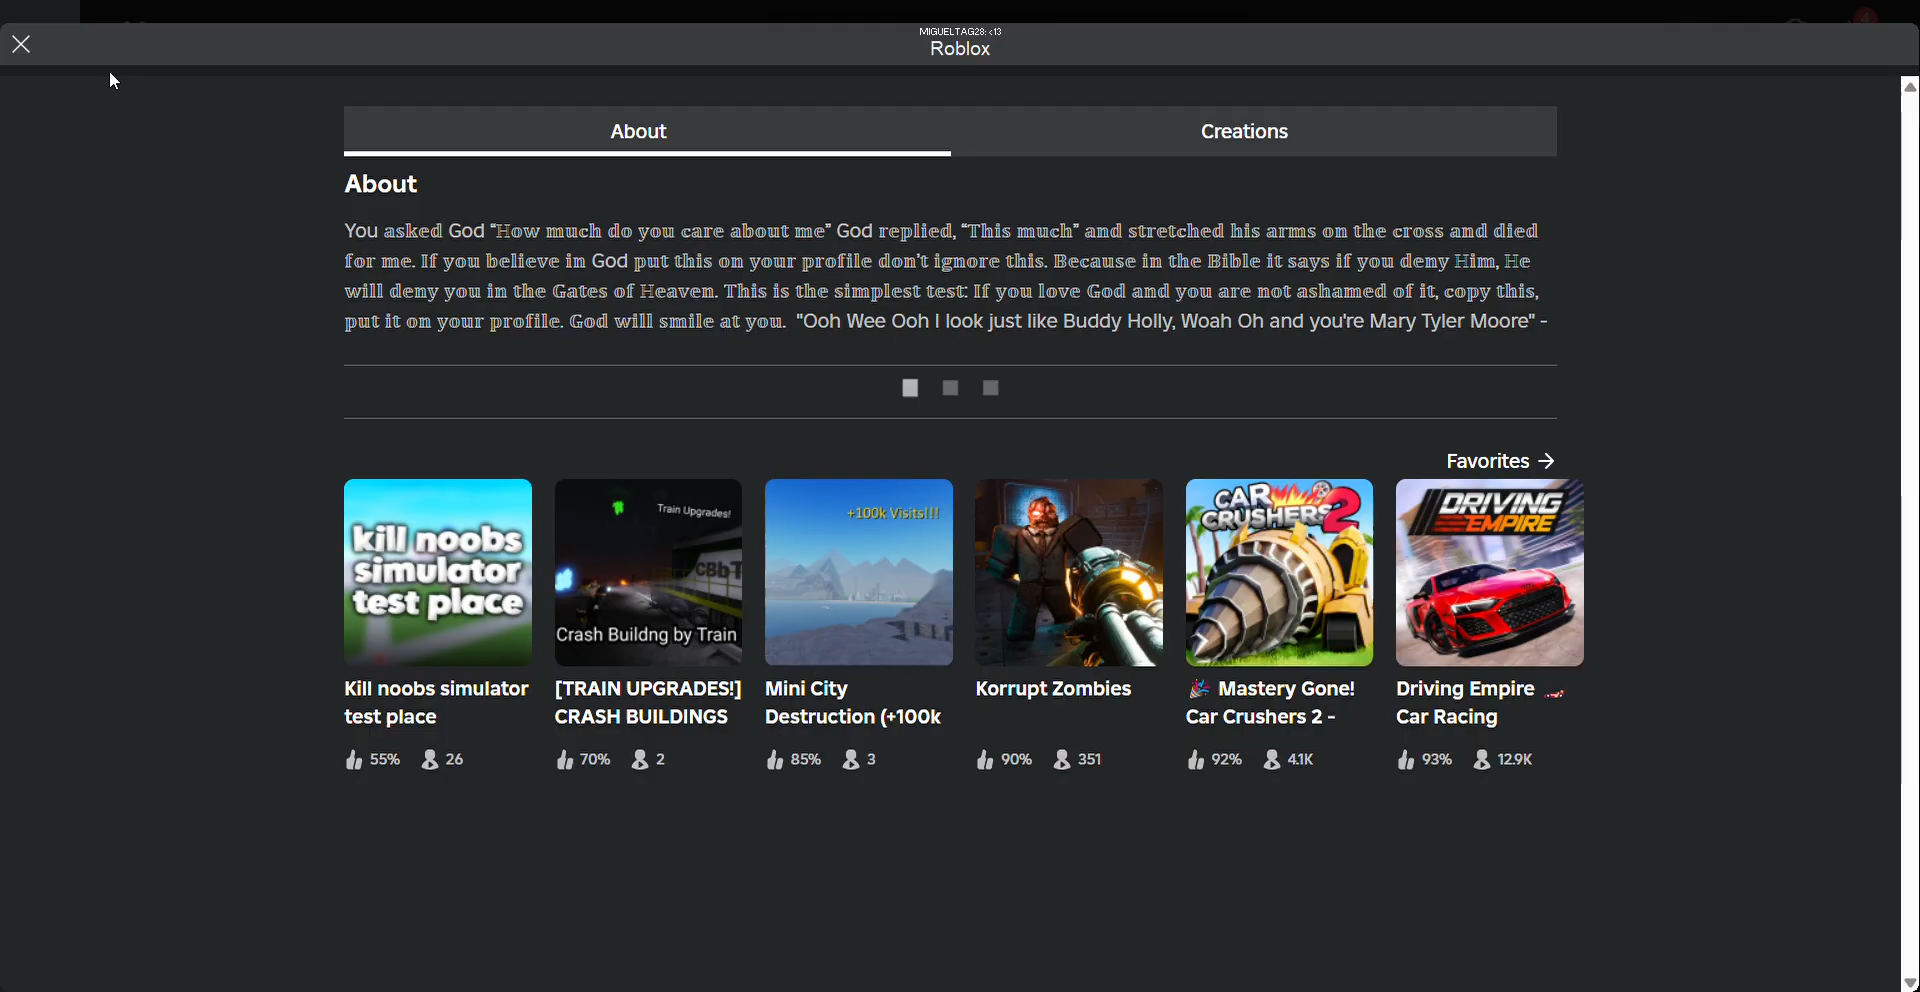 MIGUELTAG28: <13
Roblox
About
Creations
About
You asked God “How much do you care about me” God replied, “This much” and stretched his arms on the cross and died
for me. If you believe in God put this on your profile don’t ignore this. Because in the Bible it says if you deny Him, He
will deny you in the Gates of Heaven. This is the simplest test: If you love God and you are not ashamed of it, copy this,
put it on your profile. God will smile at you. "Ooh Wee Ooh I look just like Buddy Holly, Woah Oh and you're Mary Tyler Moore" -
Favorites →
kill noobs
simulator
test place
Train Upgrades!
CBbT
Crash Buildng by Train
+100k Visits!!!
CAR
CRUSHERS 2
DRIVING
EMPIRE
Kill noobs simulator
test place
[TRAIN UPGRADES!]
CRASH BUILDINGS
Mini City
Destruction (+100k
Korrupt Zombies
🎉 Mastery Gone!
Car Crushers 2 -
Driving Empire 🏎️
Car Racing
55% 26
70% 2
85% 3
90% 351
92% 4.1K
93% 12.9K